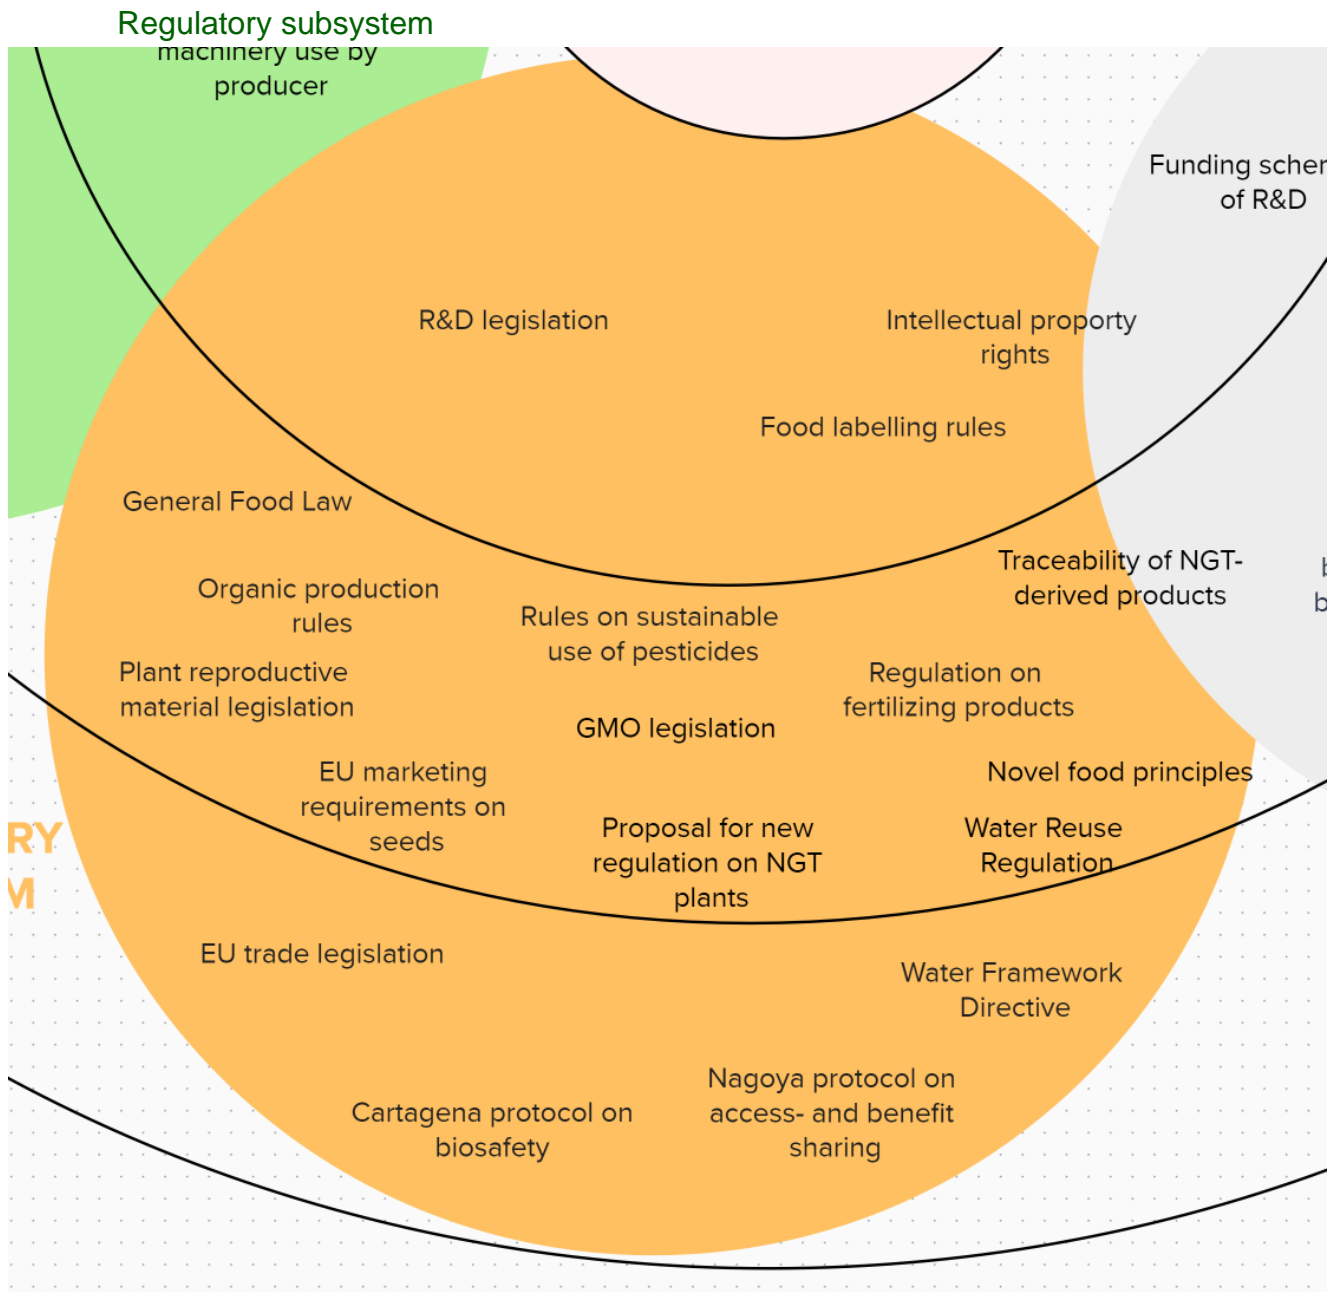 Regulatory subsystem
machinery use by
producer
Funding
of R&D
R&D legislation
Intellectual proporty
rights
Food labelling rules
General Food Law
Traceability of NGT-
derived products
Organic production
rules
Rules on sustainable
use of pesticides
Plant reproductive
material legislation
Regulation on
fertilizing products
GMO legislation
EU marketing
requirements on
seeds
Novel food principles
Proposal for new
regulation on NGT
plants
Water Reuse
Regulation
RY
M
EU trade legislation
Water Framework
Directive
Nagoya protocol on
access- and benefit
sharing
Cartagena protocol on
biosafety